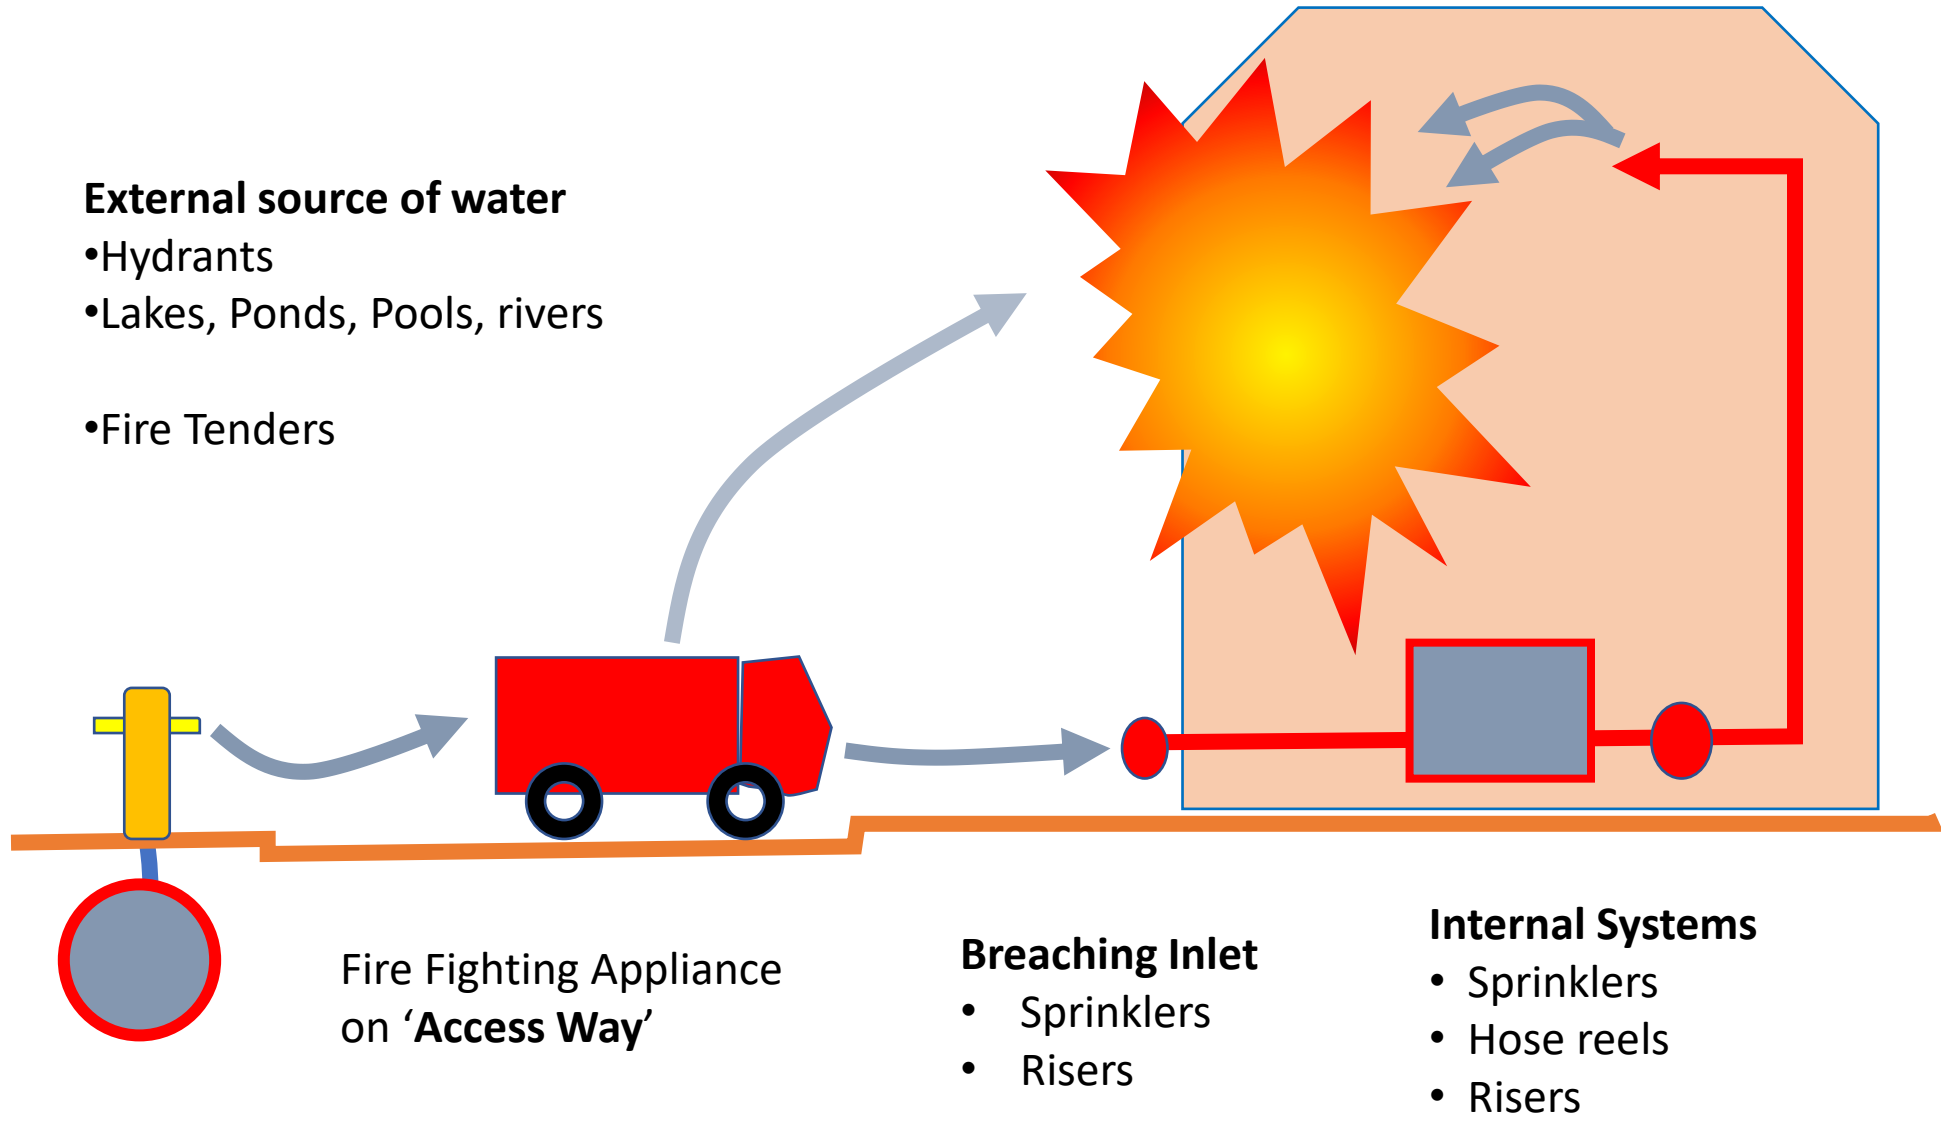 External source of water
•Hydrants
•Lakes, Ponds, Pools, rivers
•Fire Tenders
Fire Fighting Appliance
on ‘Access Way’
Breaching Inlet
• Sprinklers
• Risers
Internal Systems
• Sprinklers
• Hose reels
• Risers